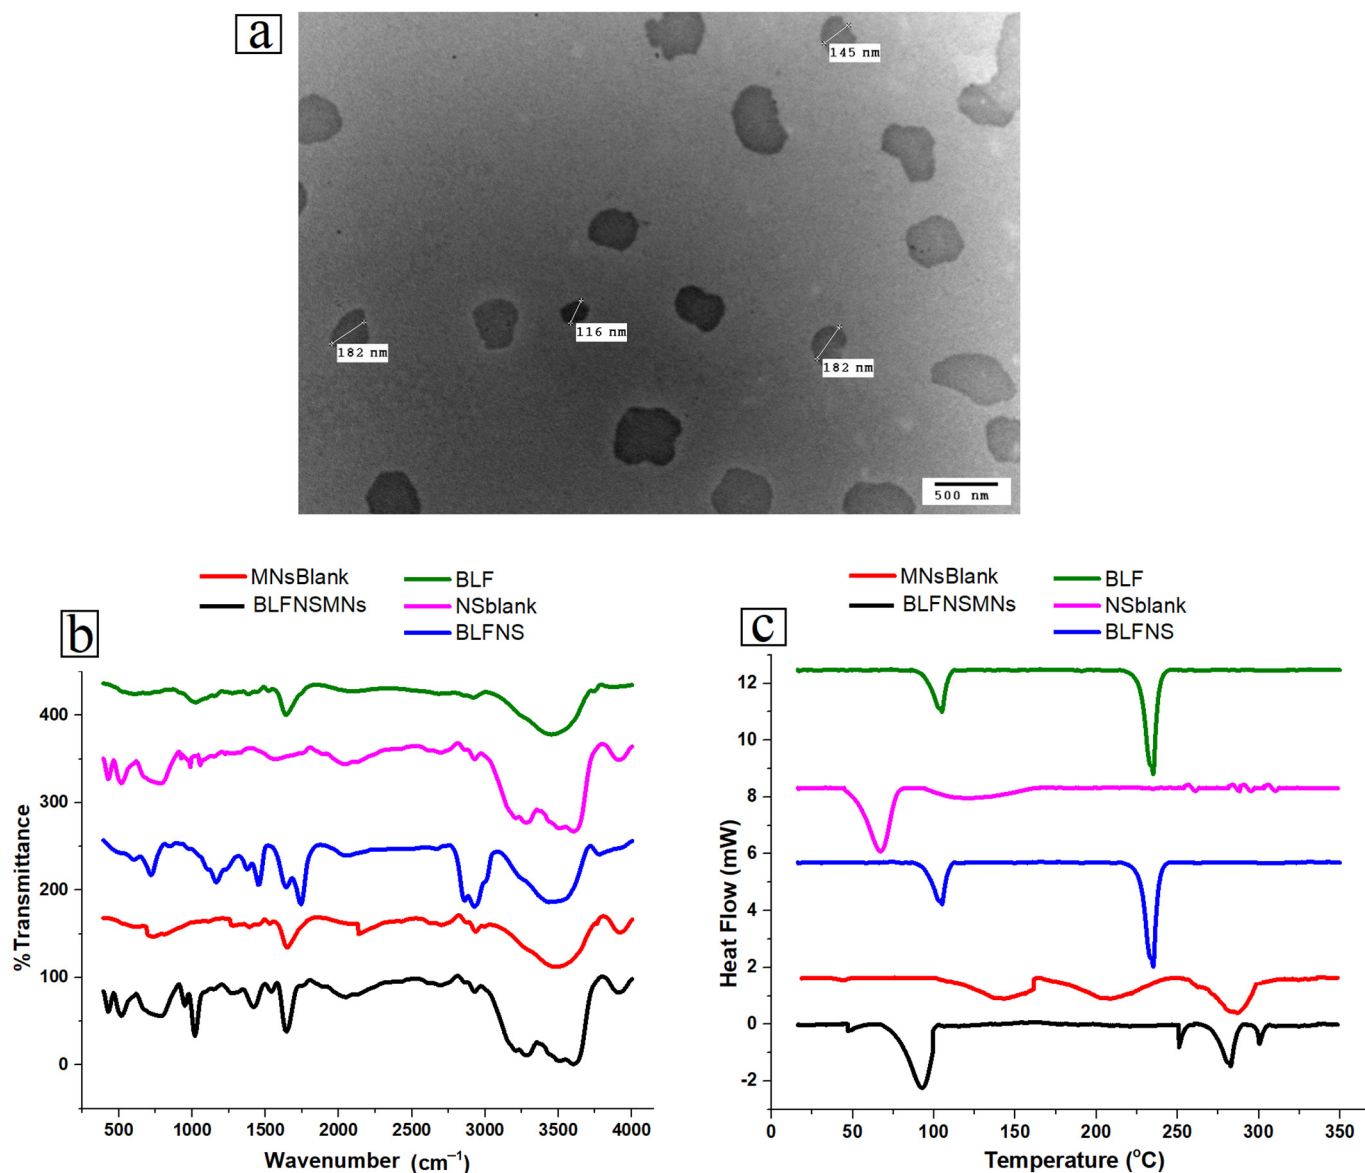 a
145 nm
182 nm
116 nm
182 nm
500 nm
MNsBlank
BLF
BLFNSMNs
NSblank
BLFNS
b
% Transmittance
400
300
200
100
0
500 1000 1500 2000 2500 3000 3500 4000
Wavenumber (cm⁻¹)
MNsBlank
BLF
BLFNSMNs
NSblank
BLFNS
c
Heat Flow (mW)
12
10
8
6
4
2
0
-2
0 50 100 150 200 250 300 350
Temperature (°C)